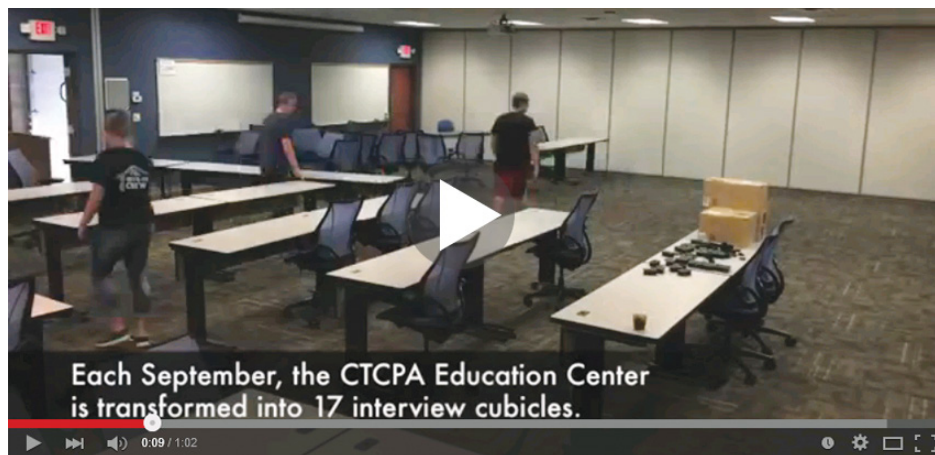 Each September, the CTCPA Education Center
is transformed into 17 interview cubicles.
0:09 / 1:02